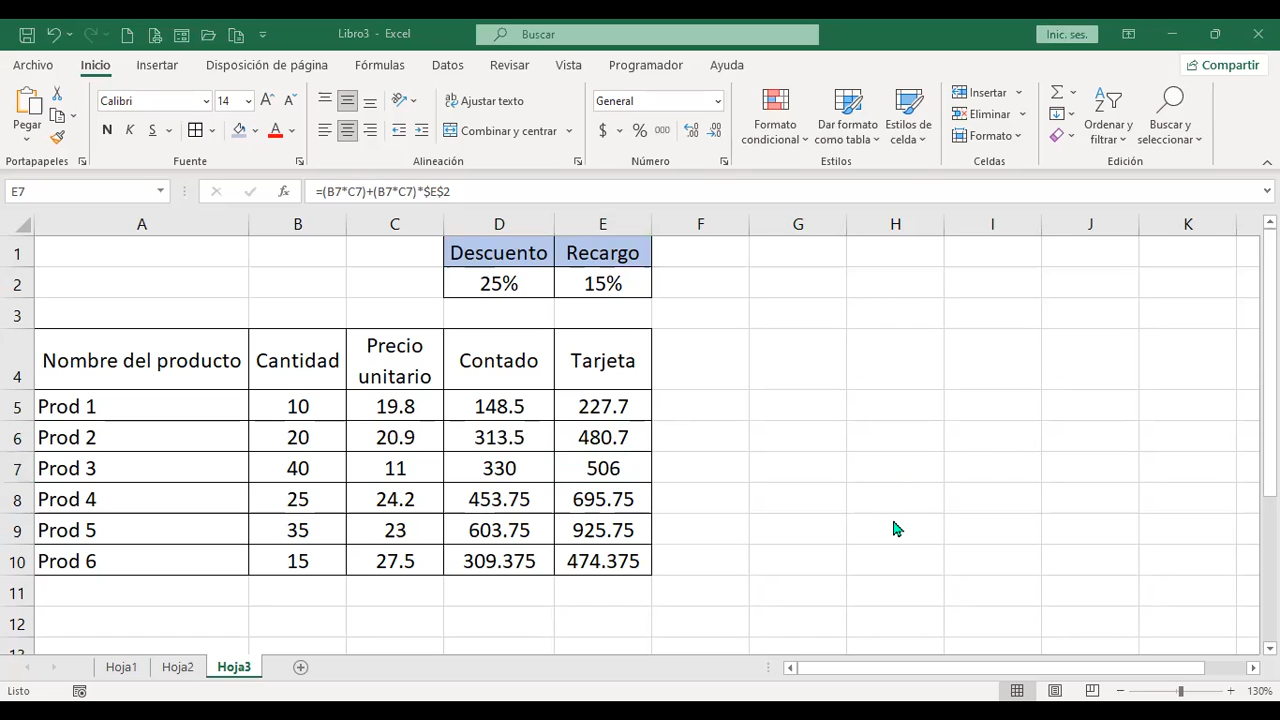 Libro3 - Excel
Buscar
Inic. ses.
Archivo Inicio Insertar Disposición de página Fórmulas Datos Revisar Vista Programador Ayuda
Compartir
Pegar
Portapapeles
Calibri 14
N K S A
Fuente
Ajustar texto
Combinar y centrar
Alineación
General
$ % 000
Número
Formato condicional
Dar formato como tabla
Estilos de celda
Estilos
Insertar
Eliminar
Formato
Celdas
Ordenar y filtrar
Buscar y seleccionar
Edición
E7 fx =(B7*C7)+(B7*C7)*$E$2
A B C D E F G H I J K
1 Descuento Recargo
2 25% 15%
3
4 Nombre del producto Cantidad Precio unitario Contado Tarjeta
5 Prod 1 10 19.8 148.5 227.7
6 Prod 2 20 20.9 313.5 480.7
7 Prod 3 40 11 330 506
8 Prod 4 25 24.2 453.75 695.75
9 Prod 5 35 23 603.75 925.75
10 Prod 6 15 27.5 309.375 474.375
11
12
13
Hoja1 Hoja2 Hoja3
Listo
130%